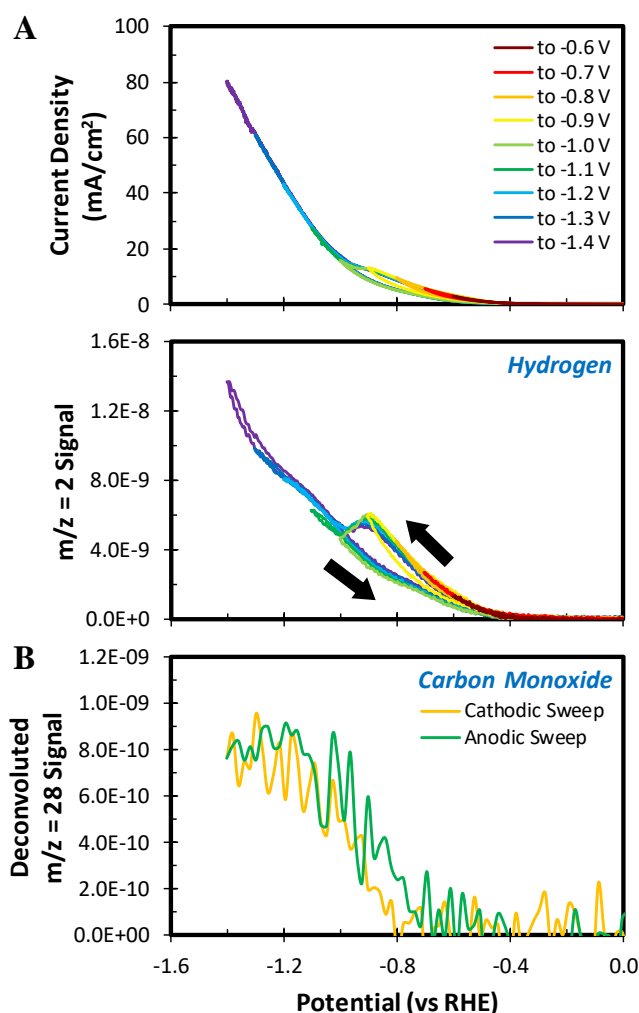 A
100
80
60
40
20
0
Current Density
(mA/cm²)
to -0.6 V
to -0.7 V
to -0.8 V
to -0.9 V
to -1.0 V
to -1.1 V
to -1.2 V
to -1.3 V
to -1.4 V
1.6E-8
1.2E-8
8.0E-9
4.0E-9
0.0E+0
m/z = 2 Signal
Hydrogen
B
1.2E-09
1.0E-09
8.0E-10
6.0E-10
4.0E-10
2.0E-10
0.0E+00
Deconvoluted
m/z = 28 Signal
Carbon Monoxide
Cathodic Sweep
Anodic Sweep
-1.6 -1.2 -0.8 -0.4 0.0
Potential (vs RHE)